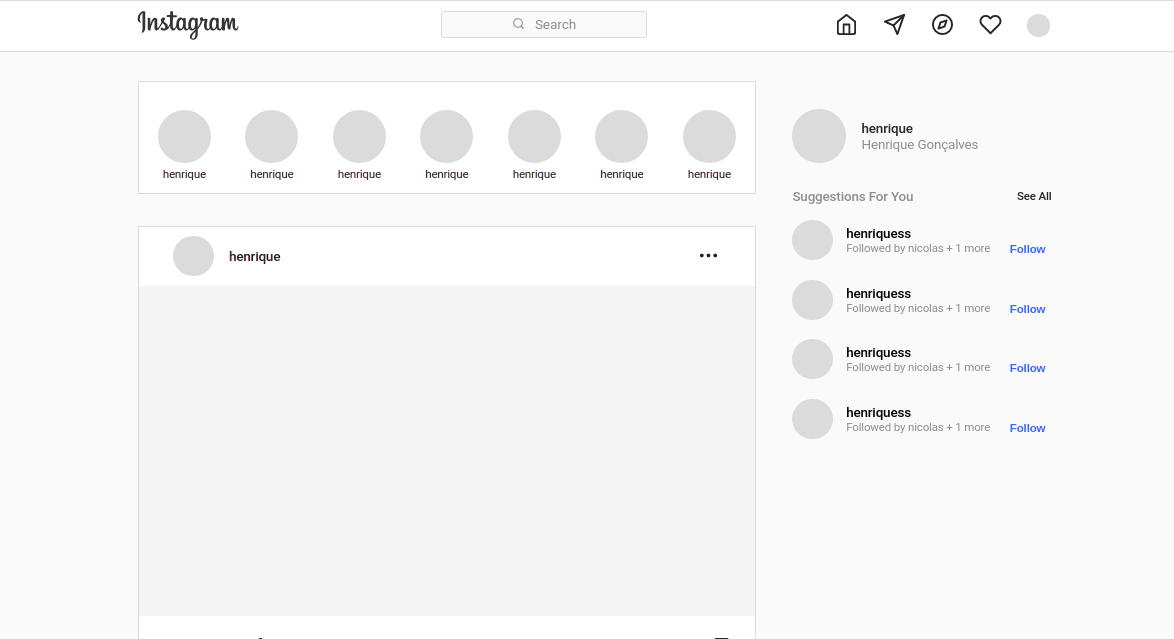 Instagram
Search
henrique henrique henrique henrique henrique henrique henrique
henrique
henrique
Henrique Gonçalves
Suggestions For You See All
henriquess
Followed by nicolas + 1 more Follow
henriquess
Followed by nicolas + 1 more Follow
henriquess
Followed by nicolas + 1 more Follow
henriquess
Followed by nicolas + 1 more Follow